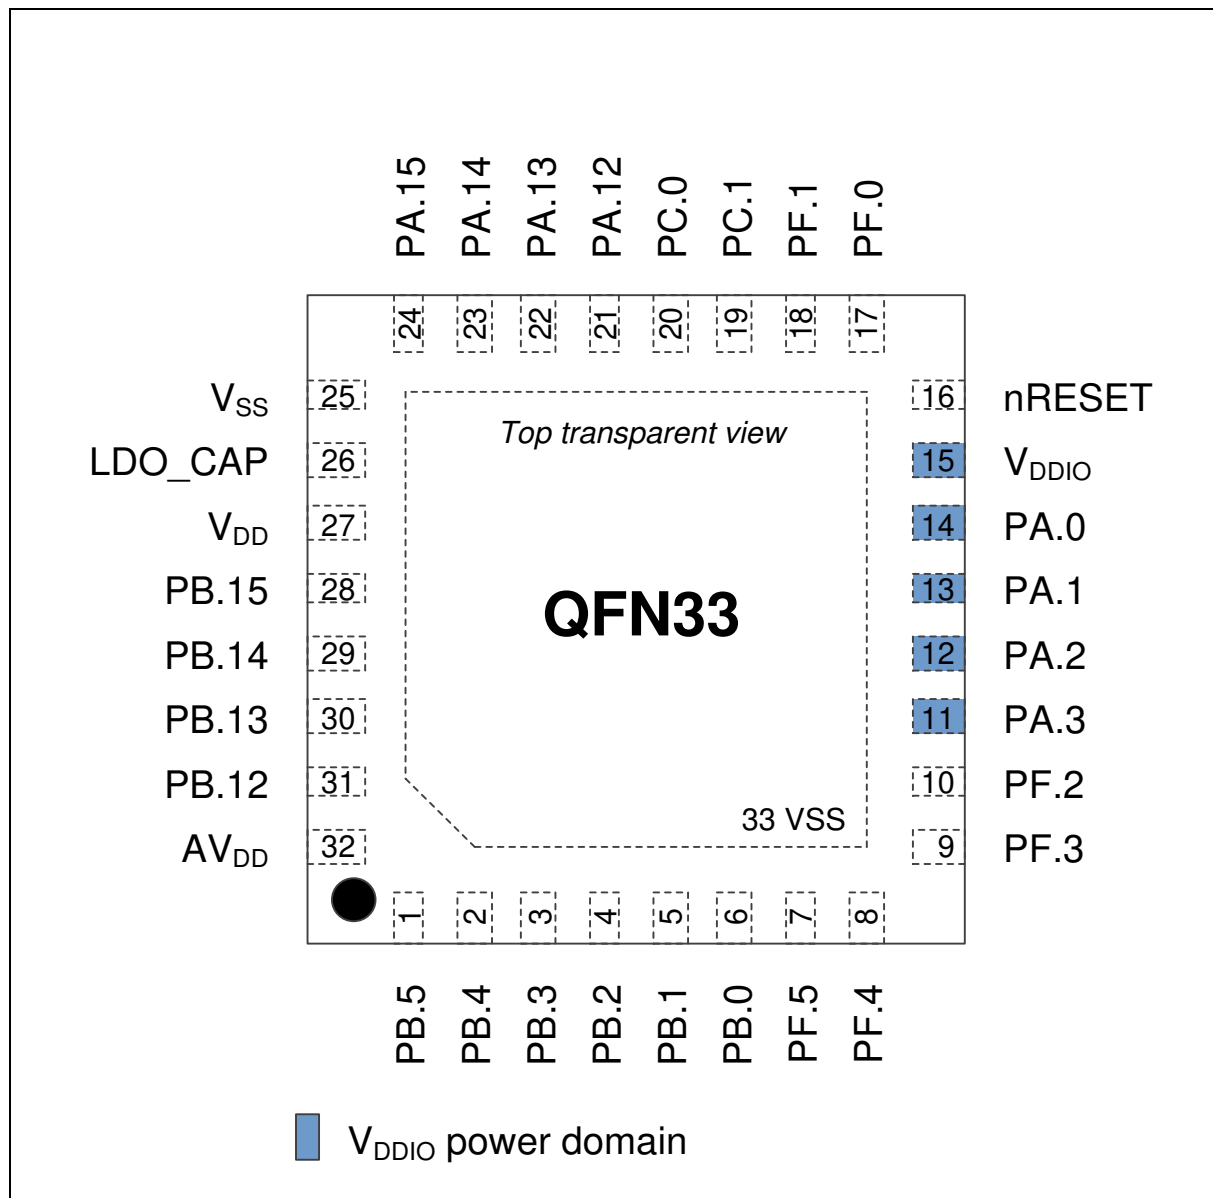 PA.15 PA.14 PA.13 PA.12 PC.0 PC.1 PF.1 PF.0
24 23 22 21 20 19 18 17
VSS 25 16 nRESET
Top transparent view
LDO_CAP 26 15 VDDIO
VDD 27 14 PA.0
PB.15 28 13 PA.1
QFN33
PB.14 29 12 PA.2
PB.13 30 11 PA.3
PB.12 31 10 PF.2
33 VSS
AVDD 32 9 PF.3
1 2 3 4 5 6 7 8
PB.5 PB.4 PB.3 PB.2 PB.1 PB.0 PF.5 PF.4
VDDIO power domain